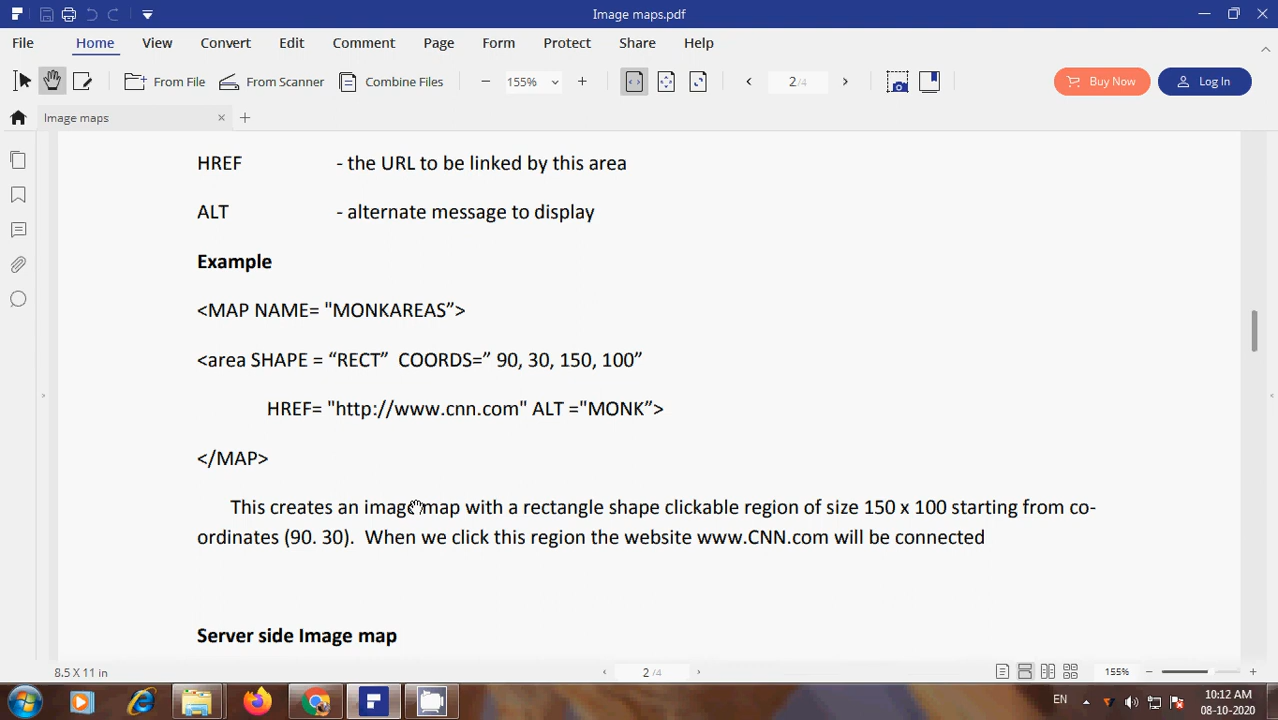 Image maps.pdf
File Home View Convert Edit Comment Page Form Protect Share Help
From File From Scanner Combine Files 155% 2/4 Buy Now Log In
Image maps
HREF - the URL to be linked by this area
ALT - alternate message to display
Example
<MAP NAME= "MONKAREAS”>
<area SHAPE = “RECT” COORDS=” 90, 30, 150, 100”
HREF= "http://www.cnn.com" ALT ="MONK”>
</MAP>
This creates an image map with a rectangle shape clickable region of size 150 x 100 starting from co-
ordinates (90. 30). When we click this region the website www.CNN.com will be connected
Server side Image map
8.5 X 11 in 2/4 155%
EN 10:12 AM
08-10-2020